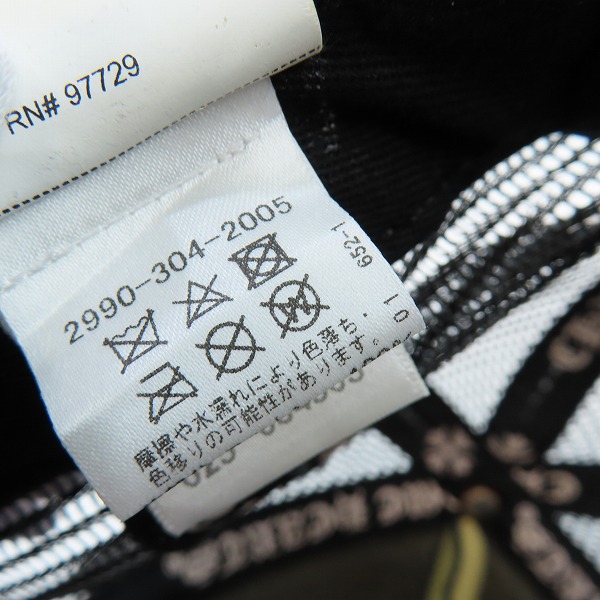 RN# 97729
2990-304-2005
652-1
摩擦や水濡れにより色落ち、
色移りの可能性があります。
01